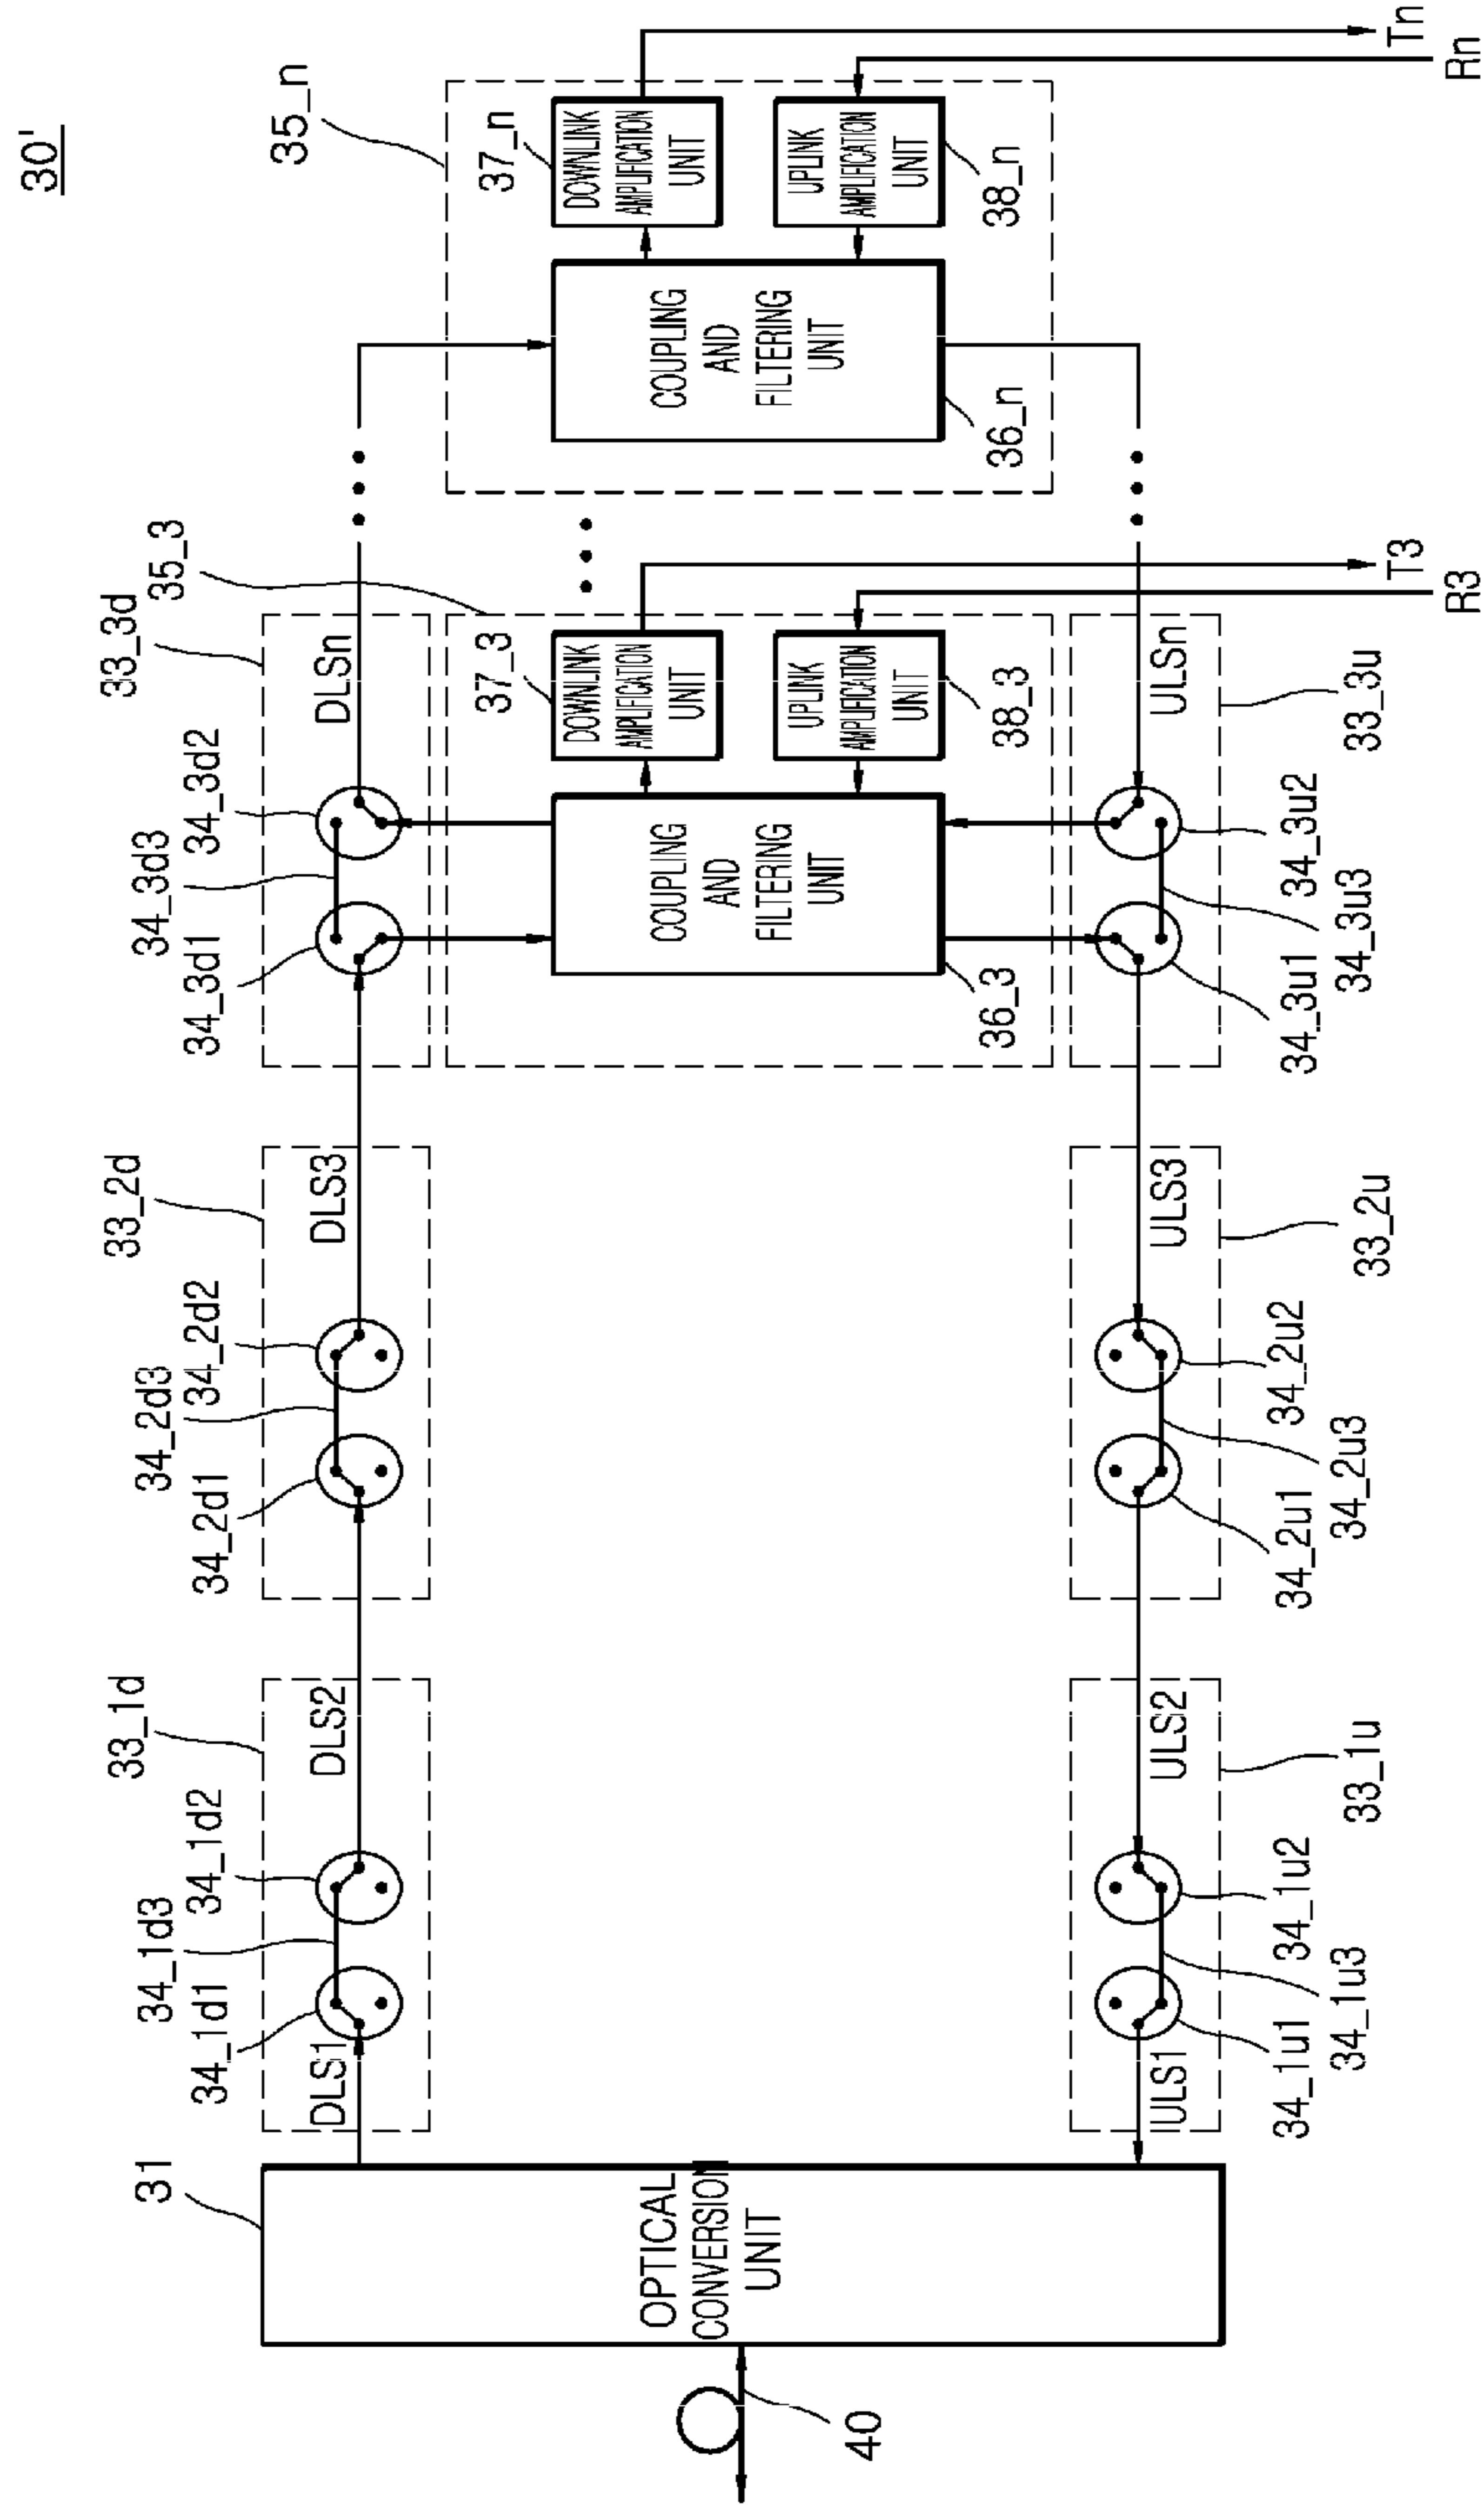 30'
31
OPTICAL
CONVERSION
UNIT
40
33_1d
34_1d1
34_1d3
34_1d2
DLS1
DLS2
33_2d
34_2d1
34_2d3
34_2d2
DLS3
33_3d
34_3d1
34_3d3
34_3d2
DLSn
35_3
COUPLING
AND
FILTERING
UNIT
36_3
37_3
DOWNLINK
AMPLIFICATION
UNIT
UPLINK
AMPLIFICATION
UNIT
38_3
T3
R3
35_n
COUPLING
AND
FILTERING
UNIT
36_n
37_n
DOWNLINK
AMPLIFICATION
UNIT
UPLINK
AMPLIFICATION
UNIT
38_n
Tn
Rn
ULS1
ULS2
34_1u1
34_1u3
34_1u2
33_1u
ULS3
34_2u1
34_2u3
34_2u2
33_2u
ULSn
34_3u1
34_3u3
34_3u2
33_3u